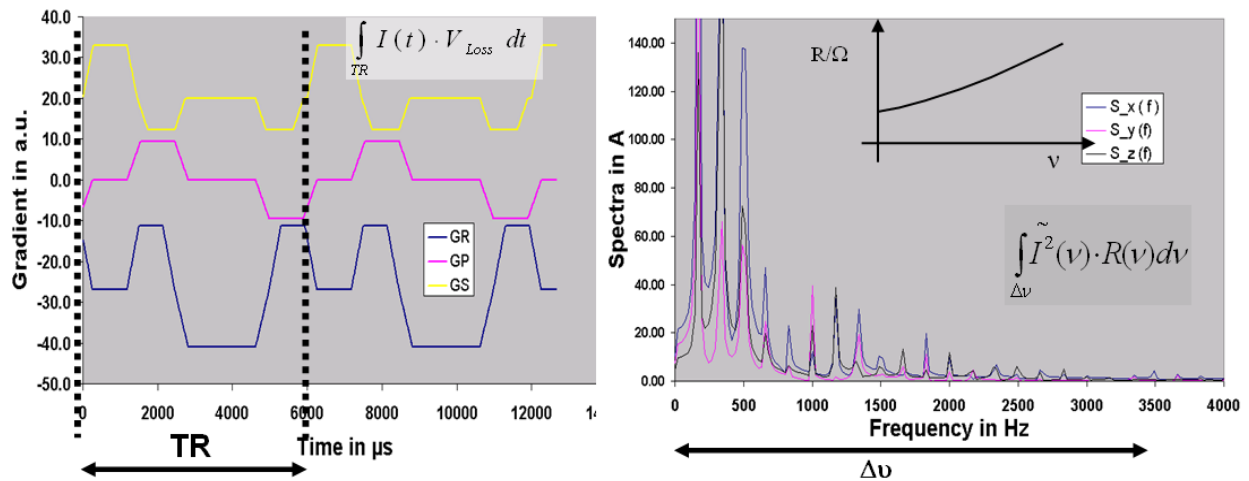 40.0
30.0
20.0
10.0
0.0
-10.0
-20.0
-30.0
-40.0
-50.0
Gradient in a.u.
∫ I (t) · V Loss dt
TR
GR
GP
GS
0 2000 4000 6000 8000 10000 12000 14
Time in µs
TR
140.00
120.00
100.00
80.00
60.00
40.00
20.00
0.00
Spectra in A
R/Ω
ν
S_x ( f )
S_y (f)
S_z (f)
∫ Ĩ²(ν) · R(ν)dν
Δν
0 500 1000 1500 2000 2500 3000 3500 4000
Frequency in Hz
Δυ